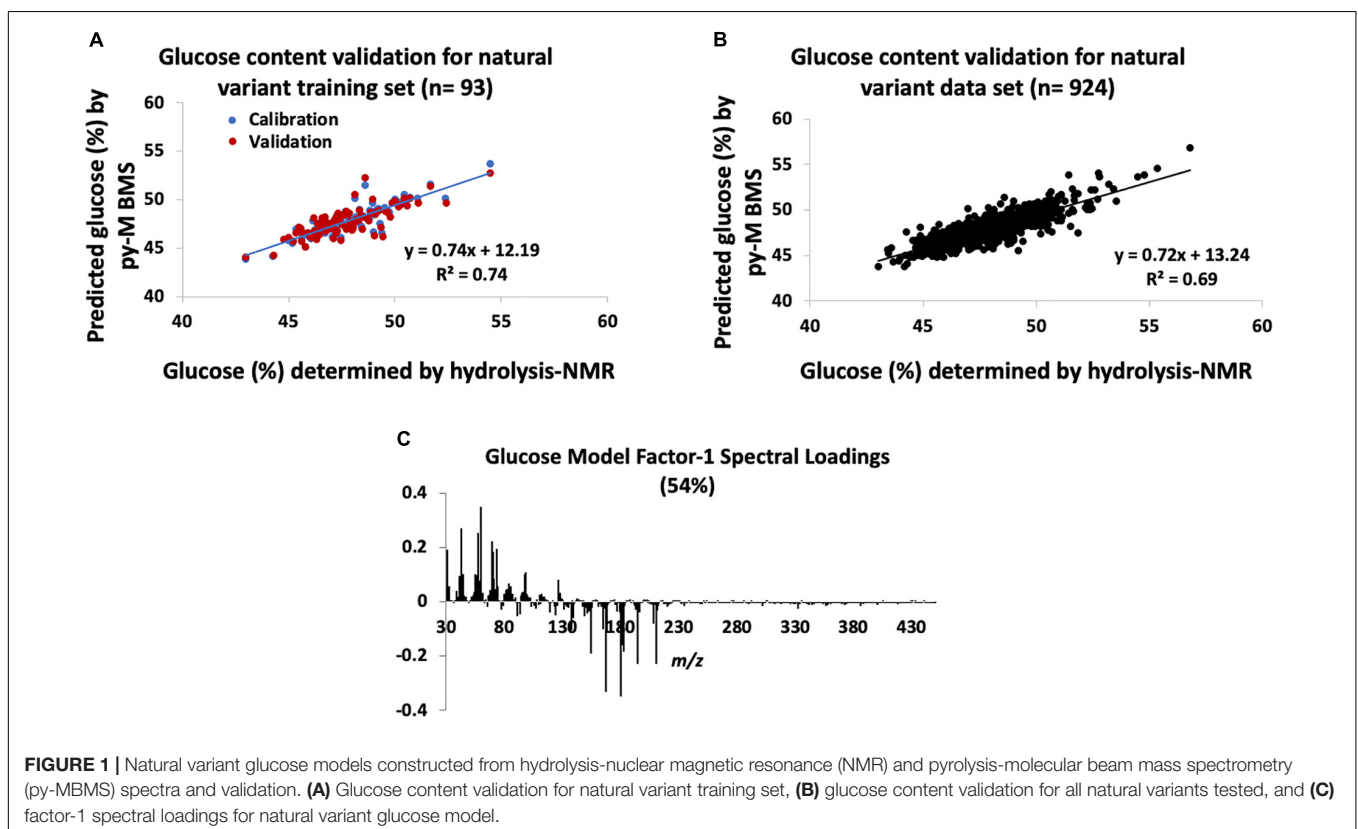 A
Glucose content validation for natural
variant training set (n= 93)
Predicted glucose (%) by
py-M BMS
60
55
50
45
40
Calibration
Validation
y = 0.74x + 12.19
R² = 0.74
40 45 50 55 60
Glucose (%) determined by hydrolysis-NMR
B
Glucose content validation for natural
variant data set (n= 924)
Predicted glucose (%) by
py-M BMS
60
55
50
45
40
y = 0.72x + 13.24
R² = 0.69
40 45 50 55 60
Glucose (%) determined by hydrolysis-NMR
C
Glucose Model Factor-1 Spectral Loadings
(54%)
0.4
0.2
0
-0.2
-0.4
30 80 130 180 230 280 330 380 430
m/z
FIGURE 1 | Natural variant glucose models constructed from hydrolysis-nuclear magnetic resonance (NMR) and pyrolysis-molecular beam mass spectrometry
(py-MBMS) spectra and validation. (A) Glucose content validation for natural variant training set, (B) glucose content validation for all natural variants tested, and (C)
factor-1 spectral loadings for natural variant glucose model.